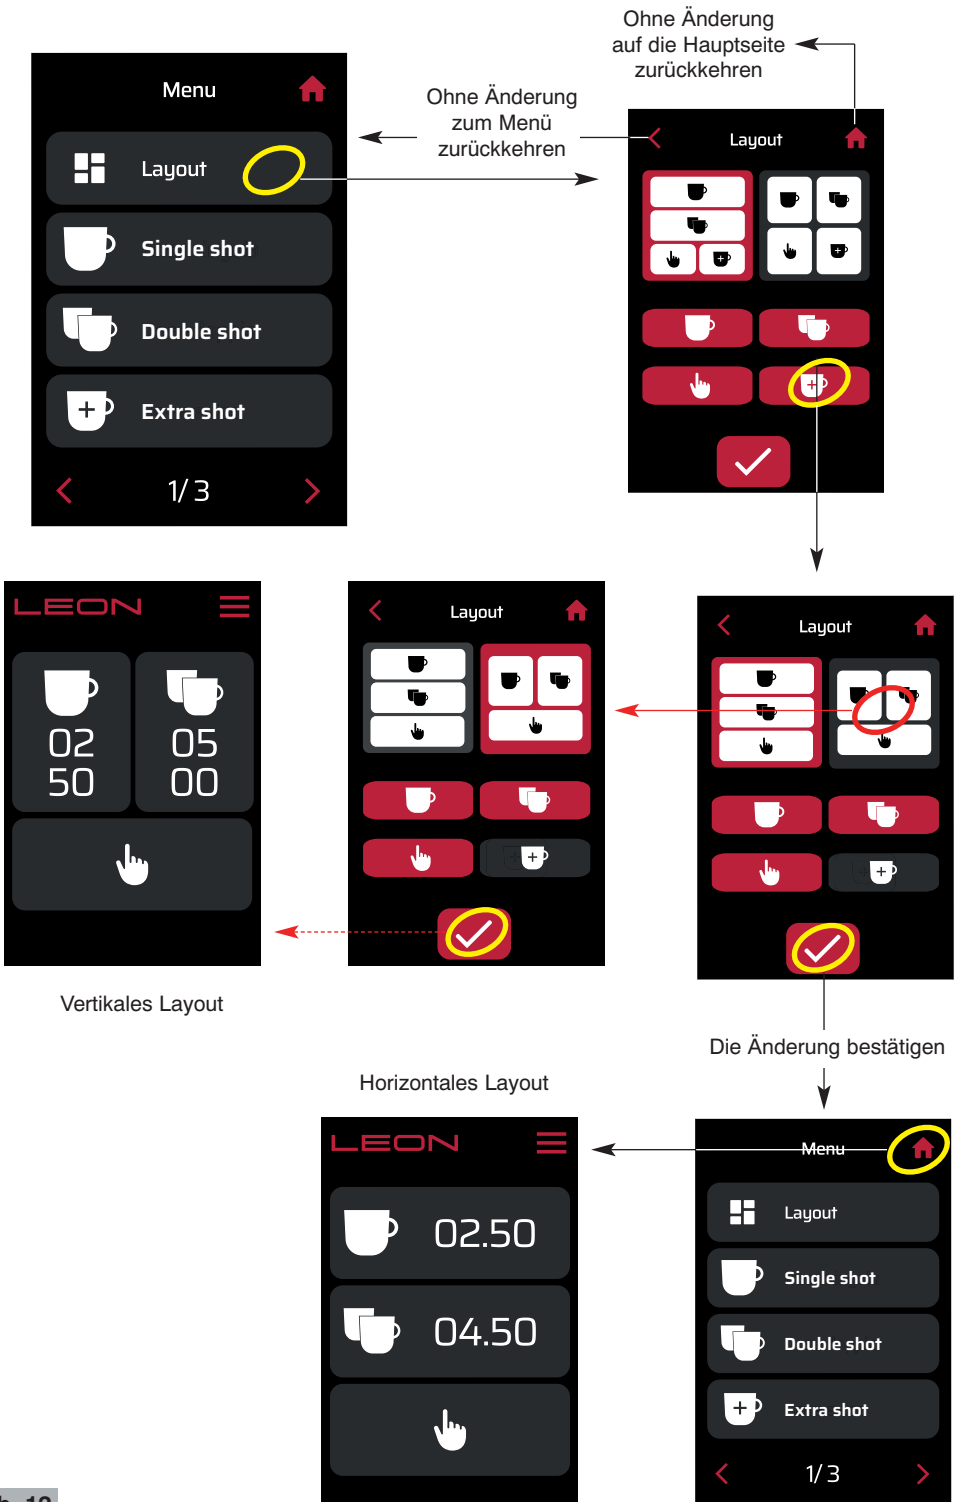 Ohne Änderung
auf die Hauptseite
zurückkehren
Menu
Ohne Änderung
zum Menü
zurückkehren
Layout
Layout
Single shot
Double shot
Extra shot
1/3
LEON
02
50
05
00
Layout
Layout
Vertikales Layout
Die Änderung bestätigen
Horizontales Layout
LEON
02.50
04.50
Menu
Layout
Single shot
Double shot
Extra shot
1/3